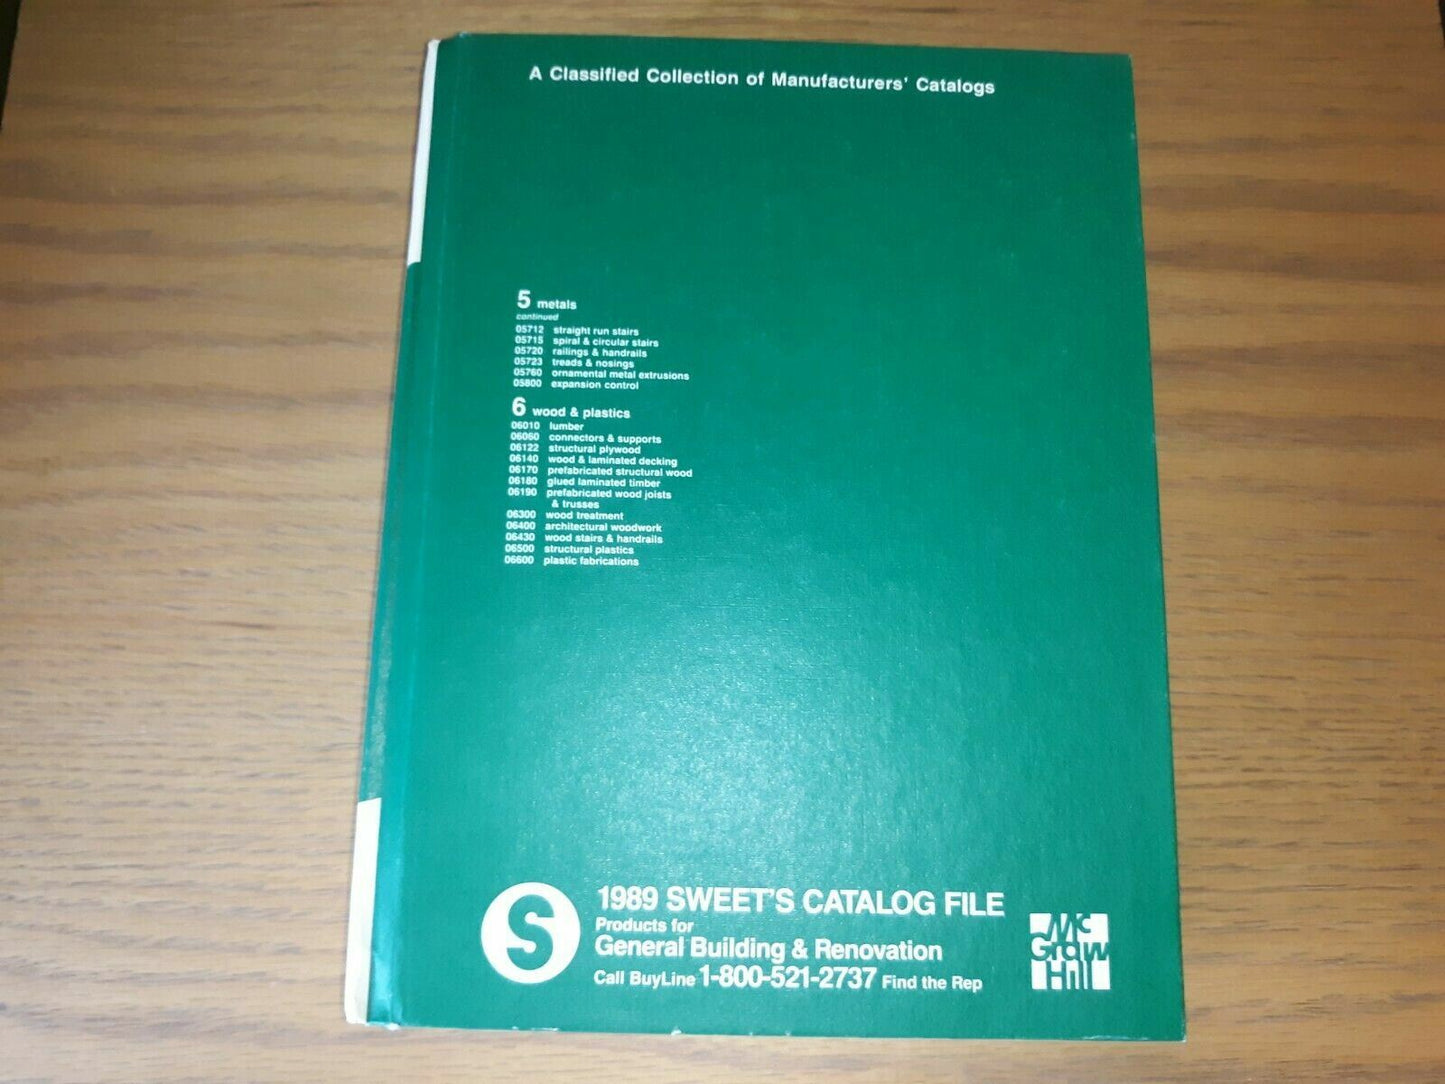 A Classified Collection of Manufacturers' Catalogs
5 metals
continued
05712 straight run stairs
05715 spiral & circular stairs
05720 railings & handrails
05723 treads & nosings
05760 ornamental metal extrusions
05800 expansion control
6 wood & plastics
06010 lumber
06060 connectors & supports
06122 structural plywood
06140 wood & laminated decking
06170 prefabricated structural wood
06180 glued laminated timber
06190 prefabricated wood joists
& trusses
06300 wood treatment
06400 architectural woodwork
06430 wood stairs & handrails
06500 structural plastics
06600 plastic fabrications
S
1989 SWEET'S CATALOG FILE
Products for
General Building & Renovation
Call BuyLine 1-800-521-2737 Find the Rep
Mc
Graw
Hill